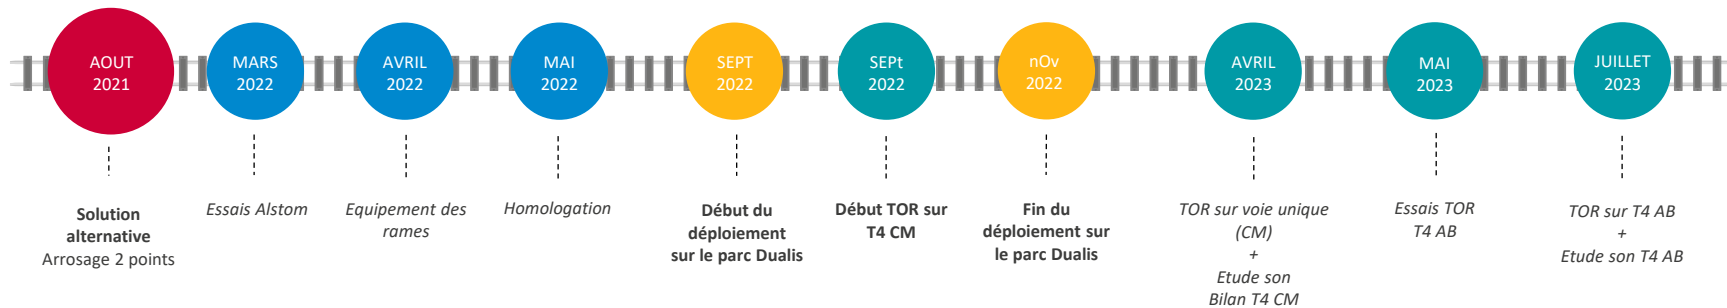 AOUT
2021
MARS
2022
AVRIL
2022
MAI
2022
SEPT
2022
SEPt
2022
nOv
2022
AVRIL
2023
MAI
2023
JUILLET
2023
Solution
alternative
Arrosage 2 points
Essais Alstom
Equipement des
rames
Homologation
Début du
déploiement
sur le parc Dualis
Début TOR sur
T4 CM
Fin du
déploiement sur
le parc Dualis
TOR sur voie unique
(CM)
+
Etude son
Bilan T4 CM
Essais TOR
T4 AB
TOR sur T4 AB
+
Etude son T4 AB